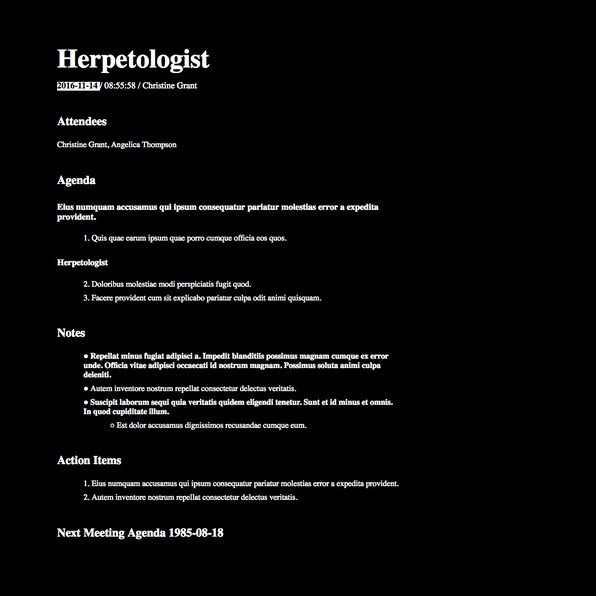 Herpetologist
2016-11-14 / 08:55:58 / Christine Grant
Attendees
Christine Grant, Angelica Thompson
Agenda
Eius numquam accusamus qui ipsum consequatur pariatur molestias error a expedita
provident.
1. Quis quae earum ipsum quae porro cumque officia eos quos.
Herpetologist
2. Doloribus molestiae modi perspiciatis fugit quod.
3. Facere provident cum sit explicabo pariatur culpa odit animi quisquam.
Notes
● Repellat minus fugiat adipisci a. Impedit blanditiis possimus magnam cumque ex error
unde. Officia vitae adipisci occaecati id nostrum magnam. Possimus soluta animi culpa
deleniti.
● Autem inventore nostrum repellat consectetur delectus veritatis.
● Suscipit laborum sequi quia veritatis quidem eligendi tenetur. Sunt et id minus et omnis.
In quod cupiditate illum.
○ Est dolor accusamus dignissimos recusandae cumque eum.
Action Items
1. Eius numquam accusamus qui ipsum consequatur pariatur molestias error a expedita provident.
2. Autem inventore nostrum repellat consectetur delectus veritatis.
Next Meeting Agenda 1985-08-18